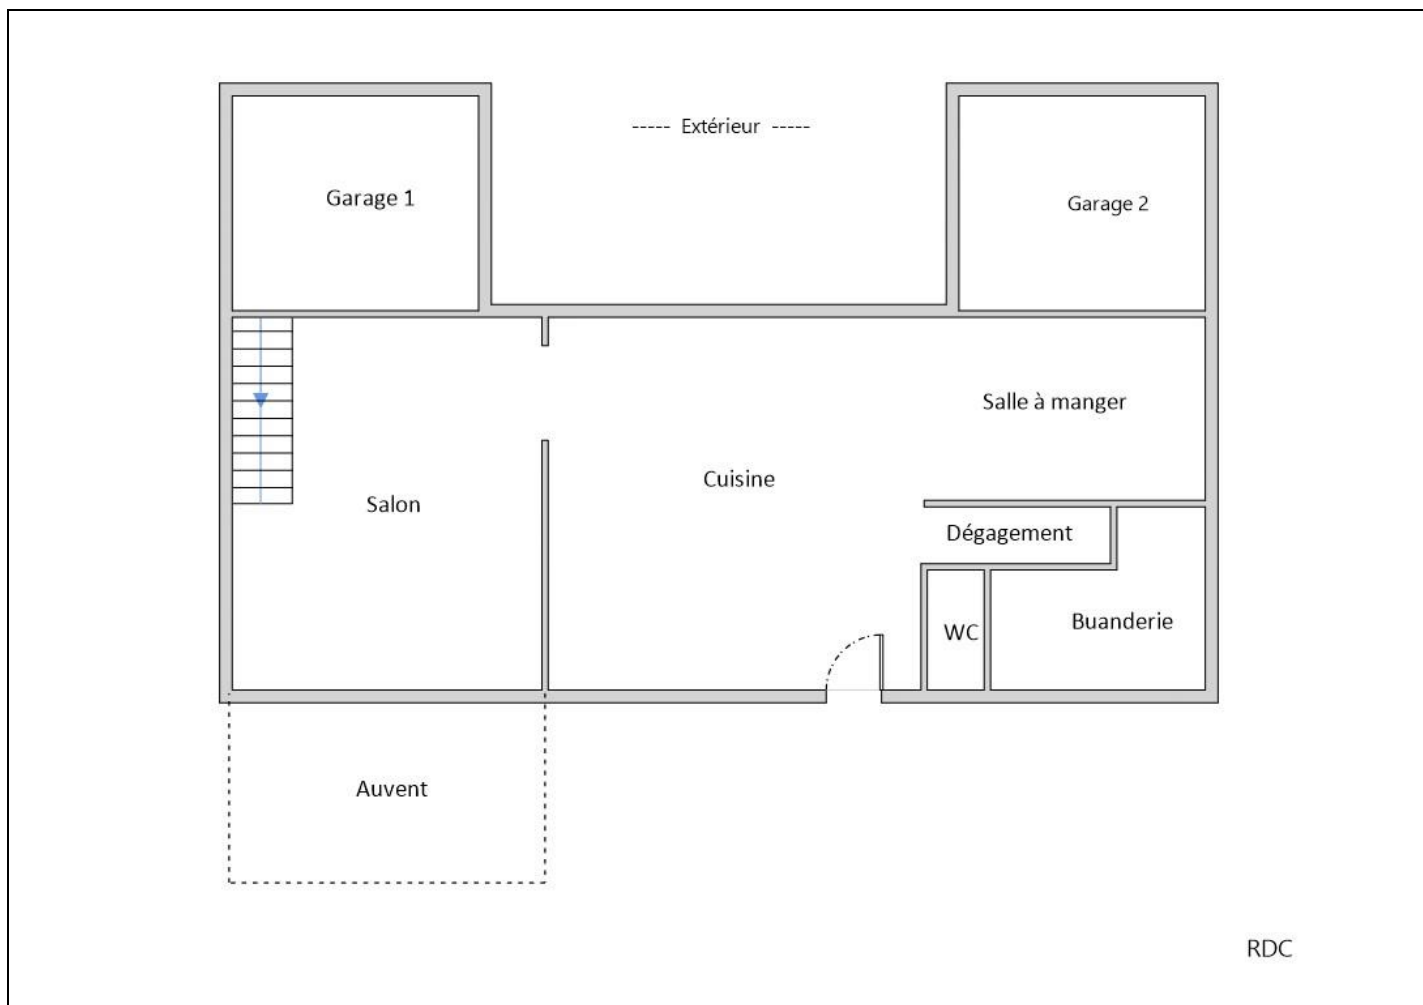 ----- Extérieur -----
Garage 1
Garage 2
Salle à manger
Cuisine
Salon
Dégagement
Buanderie
WC
Auvent
RDC